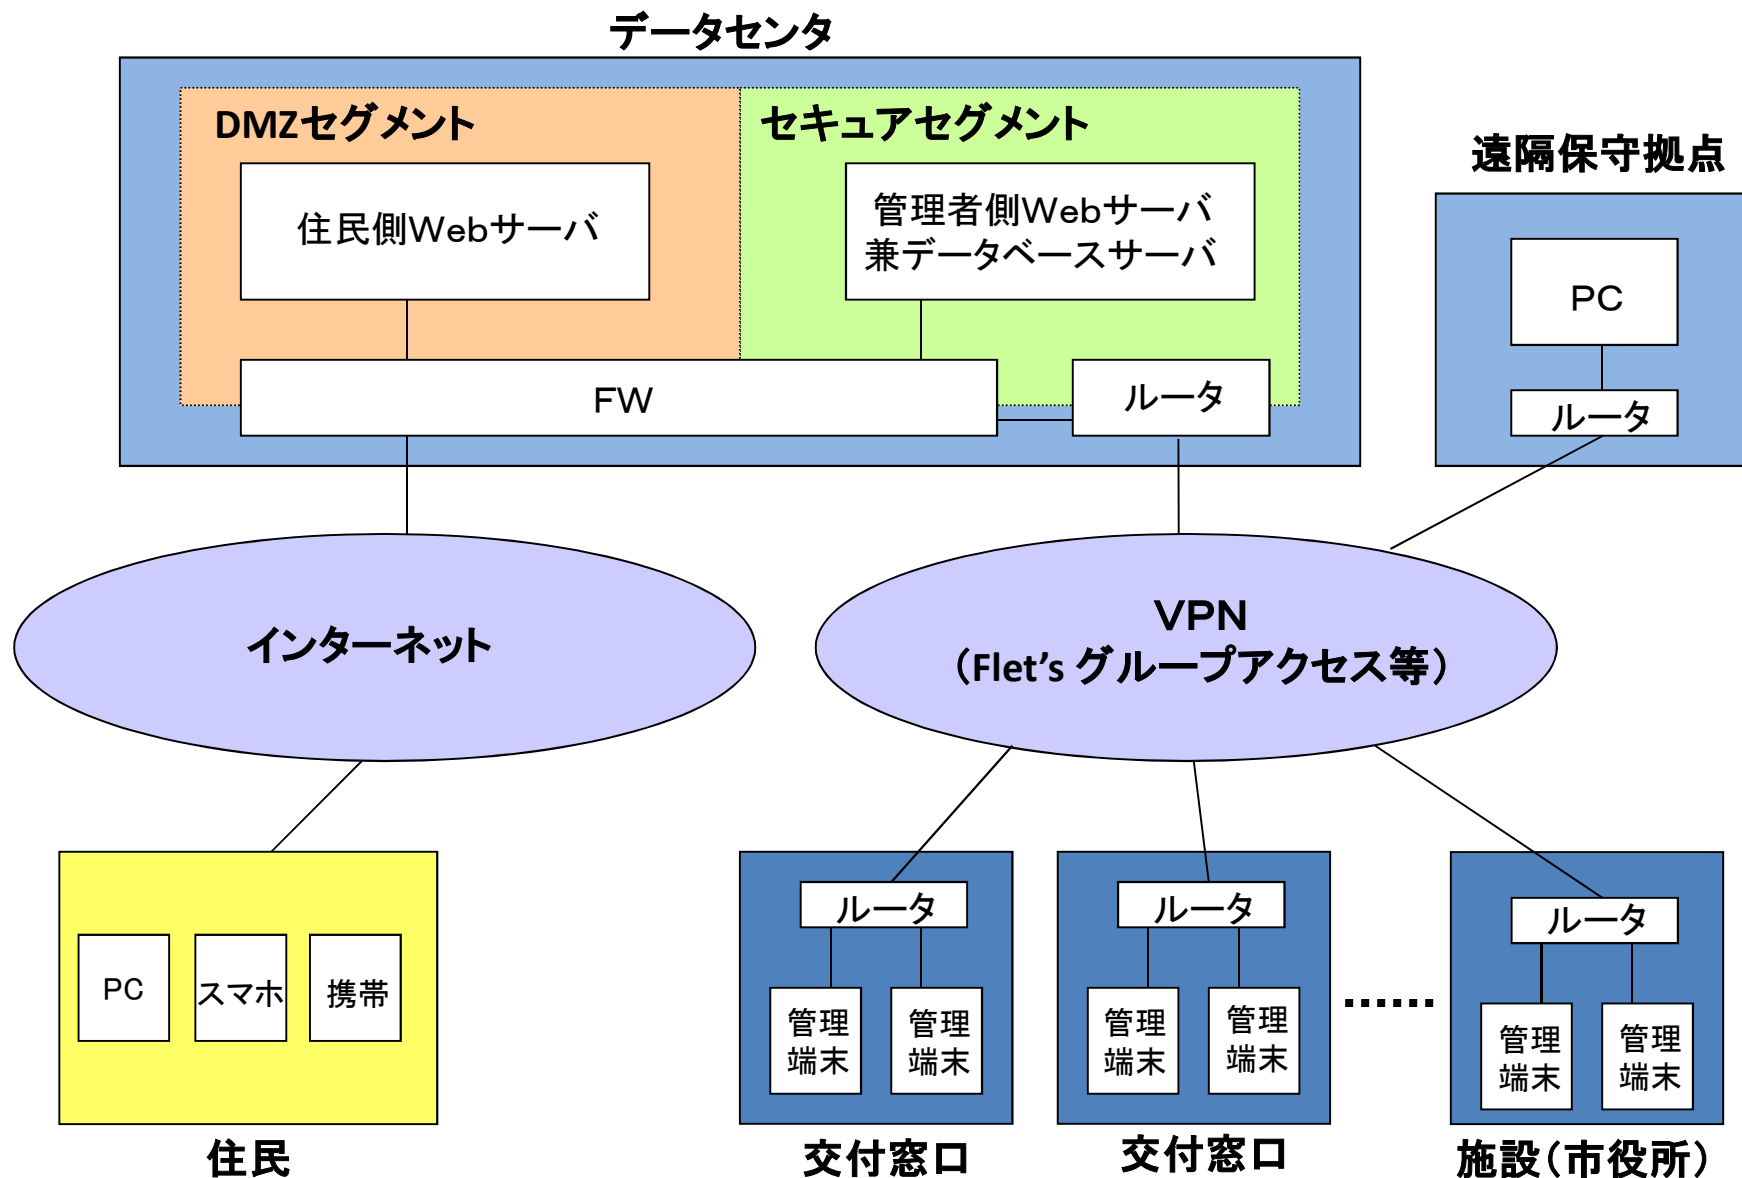 データセンタ
DMZセグメント
セキュアセグメント
遠隔保守拠点
住民側Webサーバ
管理者側Webサーバ
兼データベースサーバ
PC
FW
ルータ
ルータ
インターネット
VPN
（Flet's グループアクセス等）
PC
スマホ
携帯
ルータ
管理
端末
管理
端末
ルータ
管理
端末
管理
端末
……
ルータ
管理
端末
管理
端末
住民
交付窓口
交付窓口
施設（市役所）